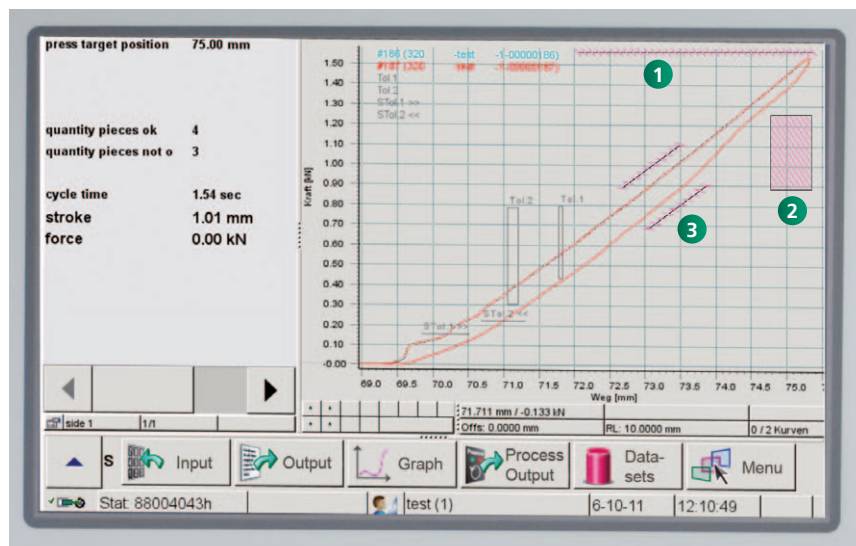 press target position 75.00 mm
quantity pieces ok 4
quantity pieces not o 3
cycle time 1.54 sec
stroke 1.01 mm
force 0.00 kN
side 1 1/1
#186 (320 -test -1-00000186)
#187 (320
Tol.1
Tol.2
STol.1 >>
STol.2 <<
1
2
3
Tol.2 Tol.1
STol.2 <<
STol.1 >>
Kraft [kN]
1.50
1.40
1.30
1.20
1.10
1.00
0.90
0.80
0.70
0.60
0.50
0.40
0.30
0.20
0.10
-0.00
69.0 69.5 70.0 70.5 71.0 71.5 72.0 72.5 73.0 73.5 74.0 74.5 75.0
Weg [mm]
71.711 mm / -0.133 kN
Offs: 0.0000 mm RL: 10.0000 mm 0 / 2 Kurven
S Input Output Graph Process Output Data-sets Menu
Stat: 88004043h test (1) 6-10-11 12:10:49